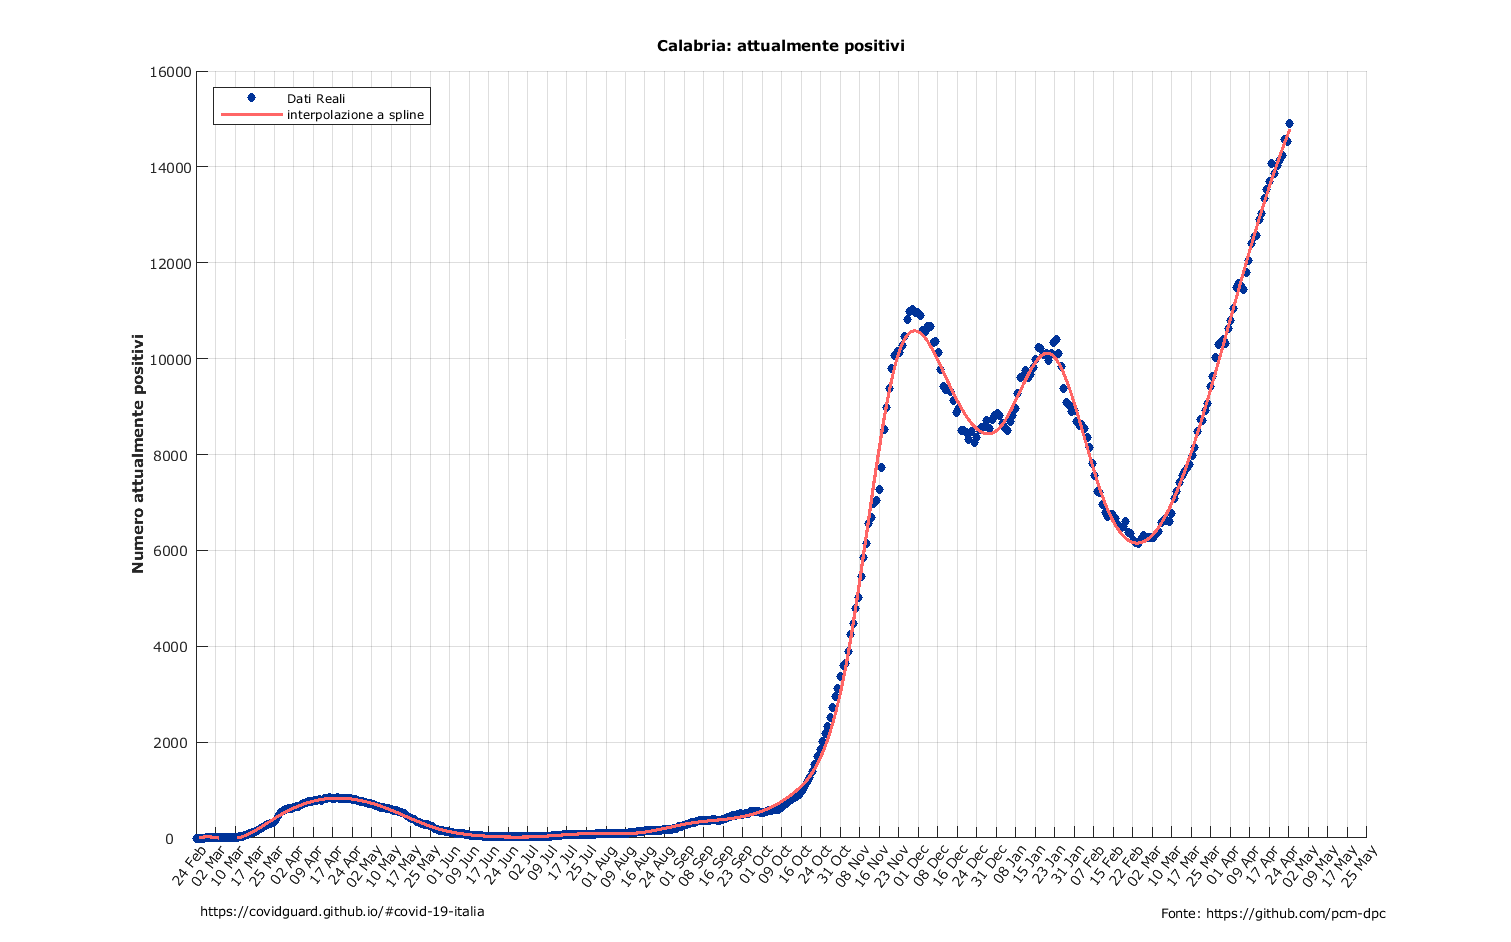 Calabria: attualmente positivi
16000
14000
12000
10000
8000
6000
4000
2000
0
Dati Reali
interpolazione a spline
Numero attualmente positivi
24 Feb
02 Mar
10 Mar
17 Mar
25 Mar
02 Apr
09 Apr
17 Apr
24 Apr
02 May
10 May
17 May
25 May
01 Jun
09 Jun
17 Jun
24 Jun
02 Jul
09 Jul
17 Jul
25 Jul
01 Aug
09 Aug
16 Aug
24 Aug
01 Sep
08 Sep
16 Sep
23 Sep
01 Oct
09 Oct
16 Oct
24 Oct
31 Oct
08 Nov
16 Nov
23 Nov
01 Dec
08 Dec
16 Dec
24 Dec
31 Dec
08 Jan
15 Jan
23 Jan
31 Jan
07 Feb
15 Feb
22 Feb
02 Mar
10 Mar
17 Mar
25 Mar
01 Apr
09 Apr
17 Apr
24 Apr
02 May
09 May
17 May
25 May
https://covidguard.github.io/#covid-19-italia
Fonte: https://github.com/pcm-dpc